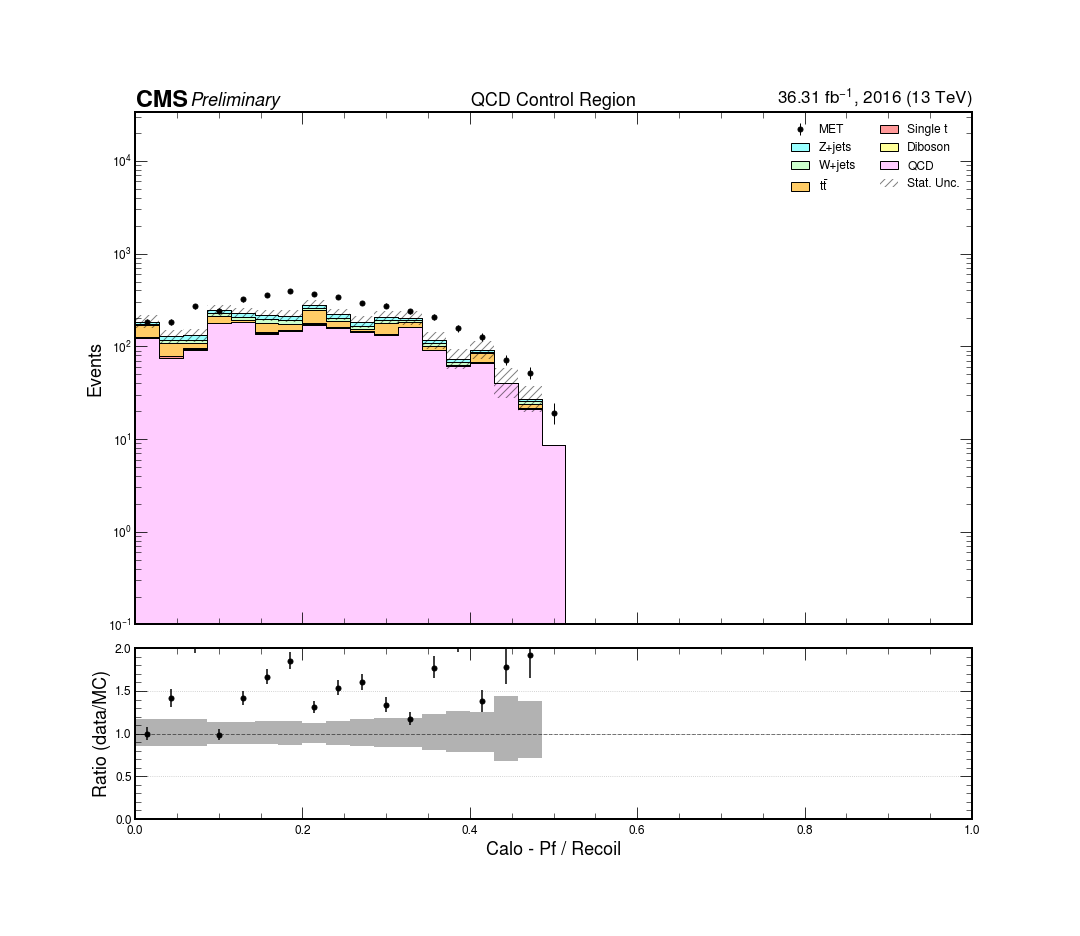 CMS Preliminary QCD Control Region 36.31 fb⁻¹, 2016 (13 TeV)
MET
Z+jets
W+jets
tt̄
Single t
Diboson
QCD
Stat. Unc.
Events
10⁴
10³
10²
10¹
10⁰
10⁻¹
Ratio (data/MC)
2.0
1.5
1.0
0.5
0.0
0.0 0.2 0.4 0.6 0.8 1.0
Calo - Pf / Recoil